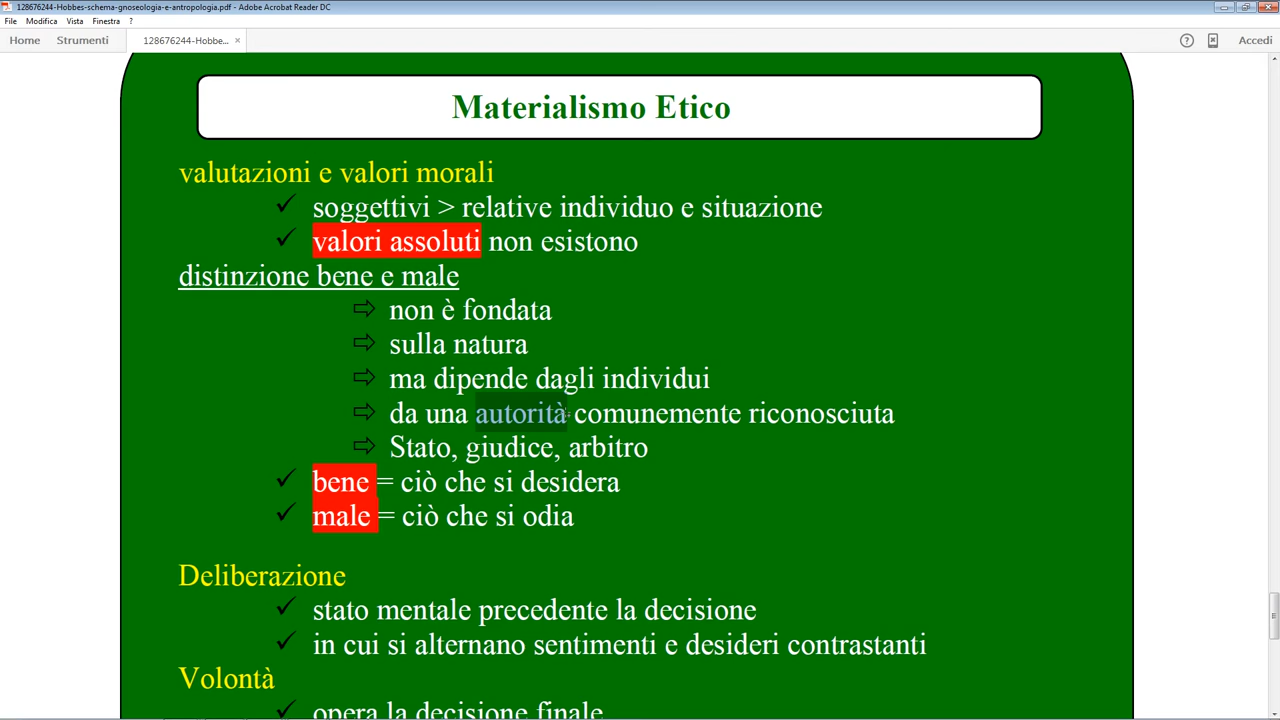 128676244-Hobbes-schema-gnoseologia-e-antropologia.pdf - Adobe Acrobat Reader DC
File Modifica Vista Finestra ?
Home Strumenti 128676244-Hobbe... × ? Accedi
Materialismo Etico
valutazioni e valori morali
✓ soggettivi > relative individuo e situazione
✓ valori assoluti non esistono
distinzione bene e male
⇨ non è fondata
⇨ sulla natura
⇨ ma dipende dagli individui
⇨ da una autorità comunemente riconosciuta
⇨ Stato, giudice, arbitro
✓ bene = ciò che si desidera
✓ male = ciò che si odia
Deliberazione
✓ stato mentale precedente la decisione
✓ in cui si alternano sentimenti e desideri contrastanti
Volontà
✓ opera la decisione finale